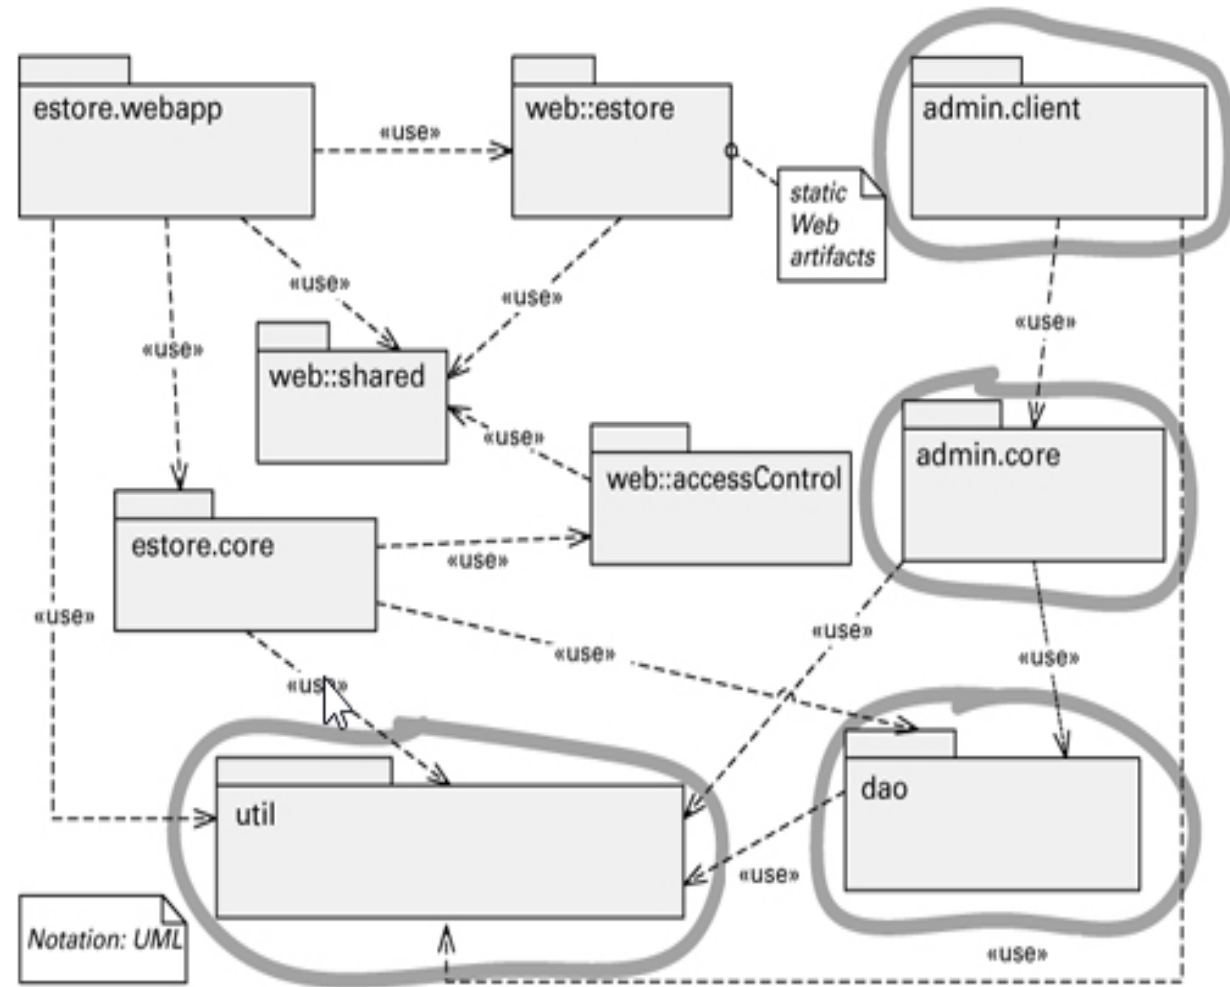 estore.webapp
«use»
web::estore
admin.client
static
Web
artifacts
«use»
«use»
«use»
«use»
web::shared
«use»
web::accessControl
admin.core
estore.core
«use»
«use»
«use»
«use»
«use»
«use»
util
dao
«use»
Notation: UML
«use»